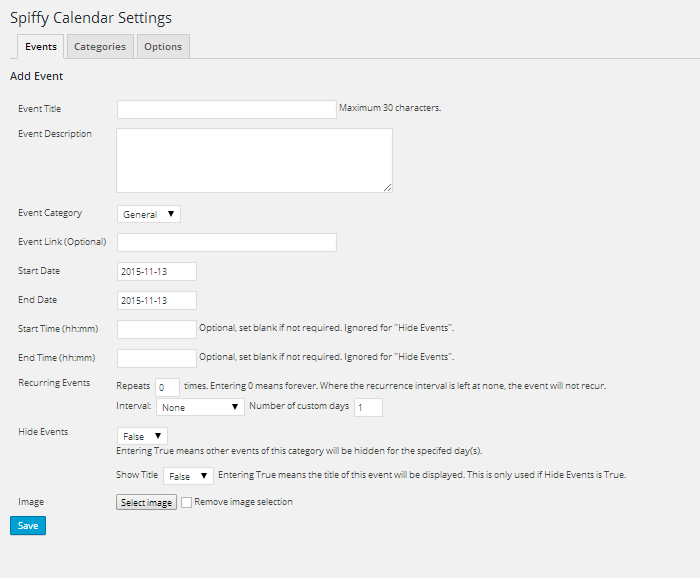 Spiffy Calendar Settings
Events Categories Options
Add Event
Event Title Maximum 30 characters.
Event Description
Event Category General
Event Link (Optional)
Start Date 2015-11-13
End Date 2015-11-13
Start Time (hh:mm) Optional, set blank if not required. Ignored for "Hide Events".
End Time (hh:mm) Optional, set blank if not required. Ignored for "Hide Events".
Recurring Events Repeats 0 times. Entering 0 means forever. Where the recurrence interval is left at none, the event will not recur.
Interval: None Number of custom days 1
Hide Events False
Entering True means other events of this category will be hidden for the specifed day(s).
Show Title False Entering True means the title of this event will be displayed. This is only used if Hide Events is True.
Image Select image Remove image selection
Save